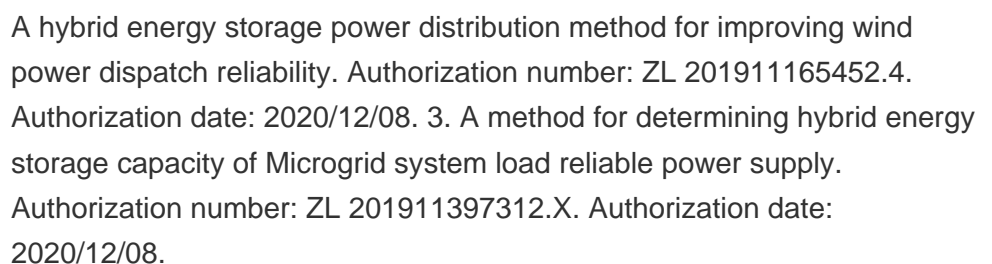 A hybrid energy storage power distribution method for improving wind
power dispatch reliability. Authorization number: ZL 201911165452.4.
Authorization date: 2020/12/08. 3. A method for determining hybrid energy
storage capacity of Microgrid system load reliable power supply.
Authorization number: ZL 201911397312.X. Authorization date:
2020/12/08.